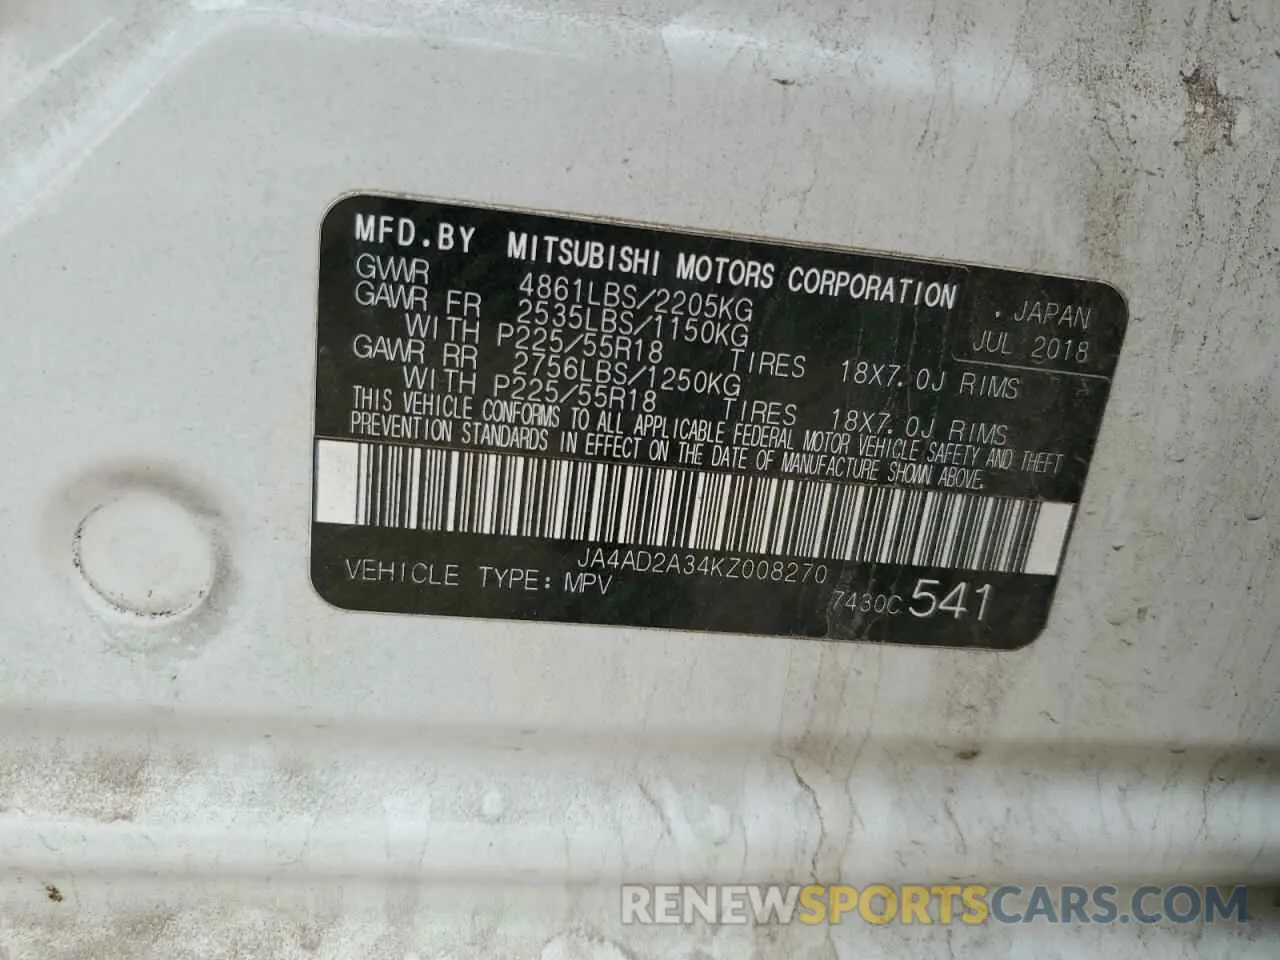 MFD.BY MITSUBISHI MOTORS CORPORATION
. JAPAN
JUL 2018
GVWR 4861LBS/2205KG
GAWR FR 2535LBS/1150KG
WITH P225/55R18 TIRES 18X7.0J RIMS
GAWR RR 2756LBS/1250KG
WITH P225/55R18 TIRES 18X7.0J RIMS
THIS VEHICLE CONFORMS TO ALL APPLICABLE FEDERAL MOTOR VEHICLE SAFETY AND THEFT
PREVENTION STANDARDS IN EFFECT ON THE DATE OF MANUFACTURE SHOWN ABOVE.
JA4AD2A34KZ008270
VEHICLE TYPE: MPV
7430C 541
RENEWSPORTSCARS.COM